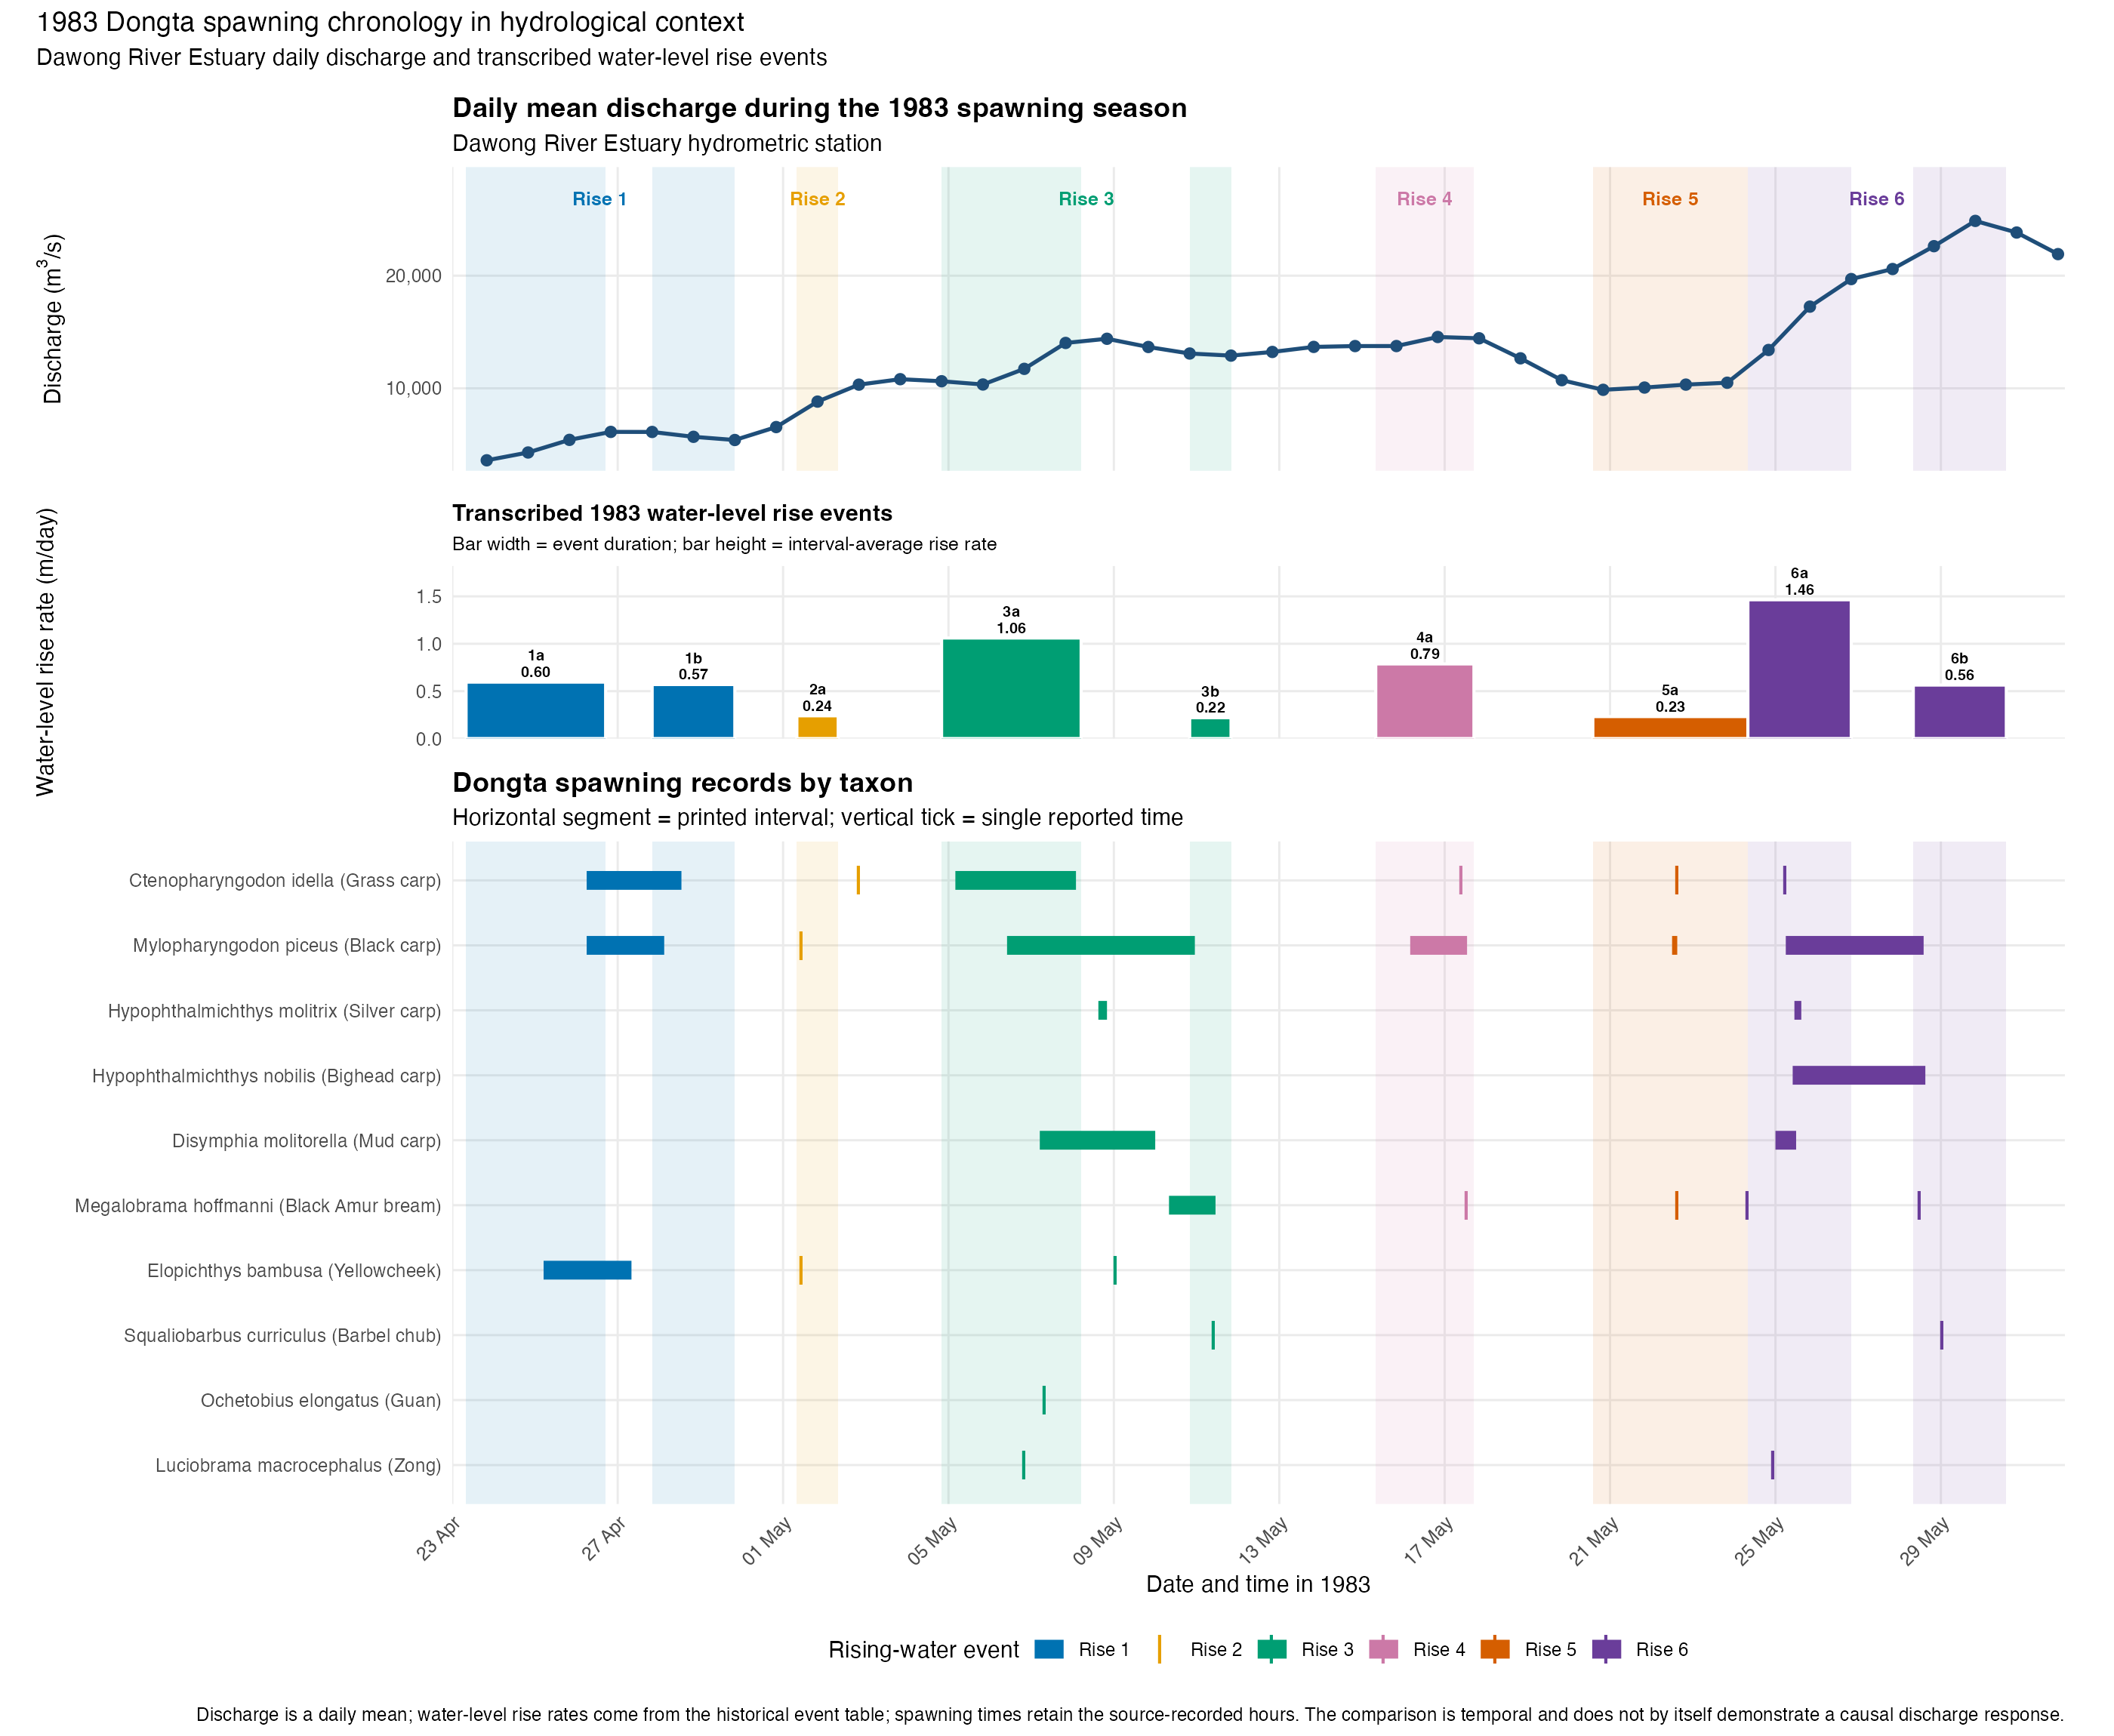 1983 Dongta spawning chronology in hydrological context
Dawong River Estuary daily discharge and transcribed water-level rise events
Daily mean discharge during the 1983 spawning season
Dawong River Estuary hydrometric station
Discharge (m³/s)
Rise 1
Rise 2
Rise 3
Rise 4
Rise 5
Rise 6
20,000
10,000
Transcribed 1983 water-level rise events
Bar width = event duration; bar height = interval-average rise rate
Water-level rise rate (m/day)
1.5
1.0
0.5
0.0
1a
0.60
1b
0.57
2a
0.24
3a
1.06
3b
0.22
4a
0.79
5a
0.23
6a
1.46
6b
0.56
Dongta spawning records by taxon
Horizontal segment = printed interval; vertical tick = single reported time
Ctenopharyngodon idella (Grass carp)
Mylopharyngodon piceus (Black carp)
Hypophthalmichthys molitrix (Silver carp)
Hypophthalmichthys nobilis (Bighead carp)
Disymphia molitorella (Mud carp)
Megalobrama hoffmanni (Black Amur bream)
Elopichthys bambusa (Yellowcheek)
Squaliobarbus curriculus (Barbel chub)
Ochetobius elongatus (Guan)
Luciobrama macrocephalus (Zong)
23 Apr
27 Apr
01 May
05 May
09 May
13 May
17 May
21 May
25 May
29 May
Date and time in 1983
Rising-water event
Rise 1
Rise 2
Rise 3
Rise 4
Rise 5
Rise 6
Discharge is a daily mean; water-level rise rates come from the historical event table; spawning times retain the source-recorded hours. The comparison is temporal and does not by itself demonstrate a causal discharge response.